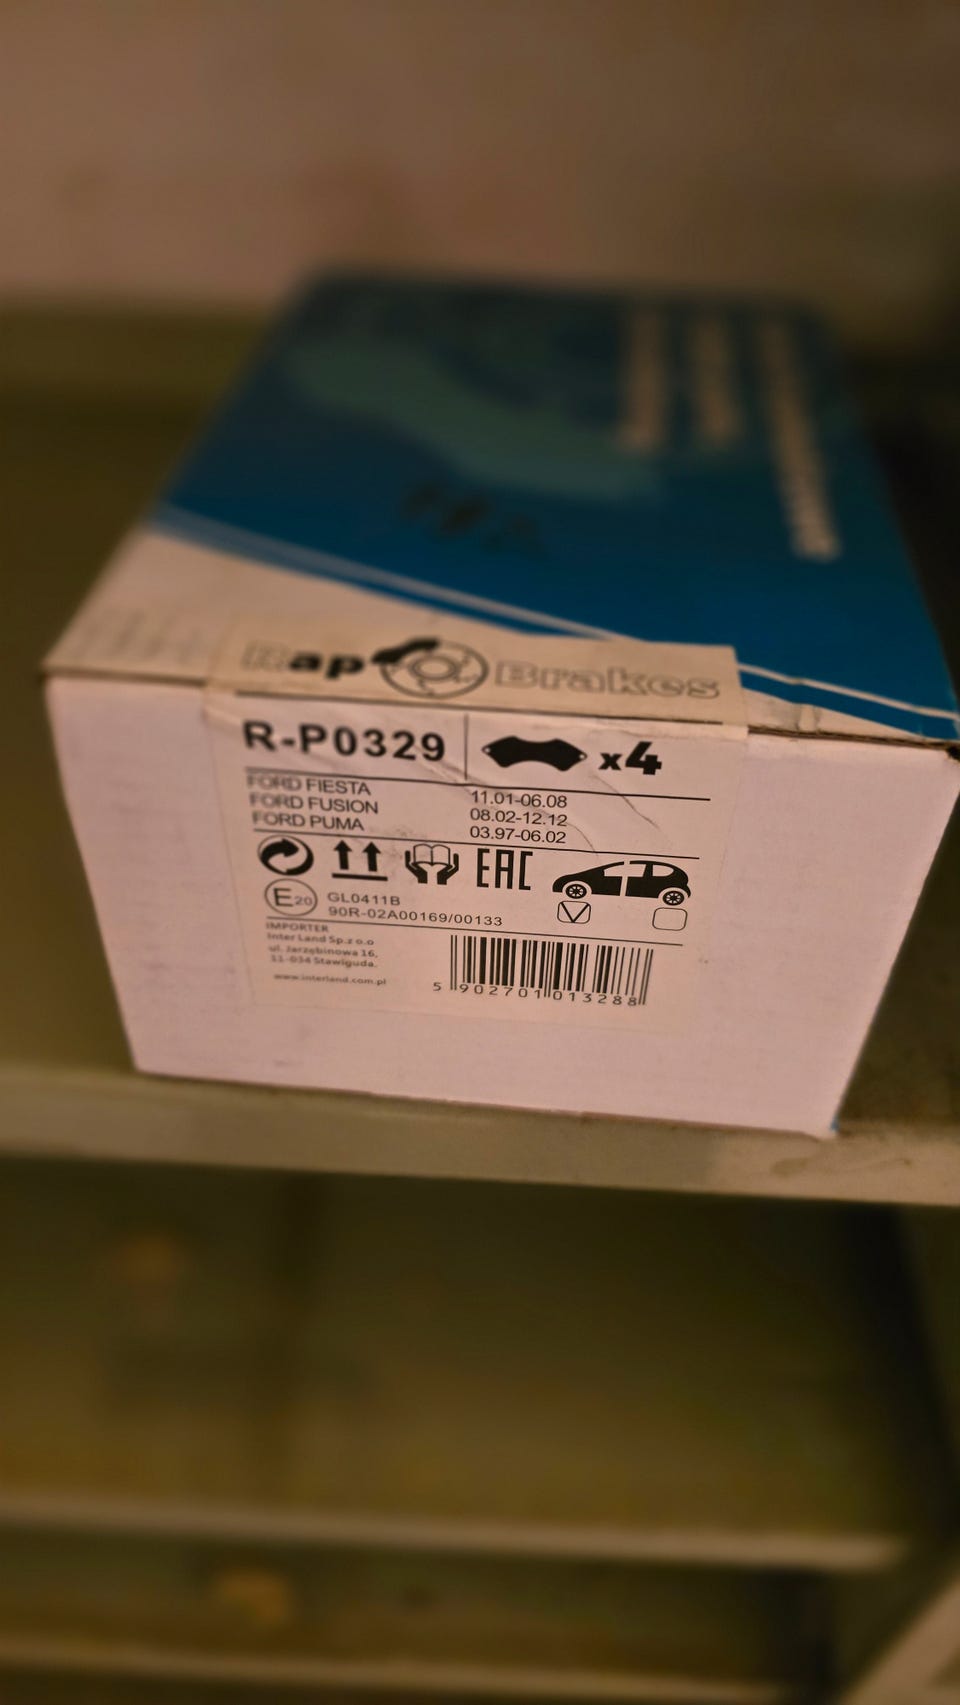 Rap Brakes
R-P0329 x4
FORD FIESTA 11.01-06.08
FORD FUSION 08.02-12.12
FORD PUMA 03.97-06.02
EAC
E20 GL0411B
90R-02A00169/00133
IMPORTER
Inter Land Sp.z o.o
ul. Jarzębinowa 16,
11-034 Stawiguda.
www.interland.com.pl
5 902701 013288